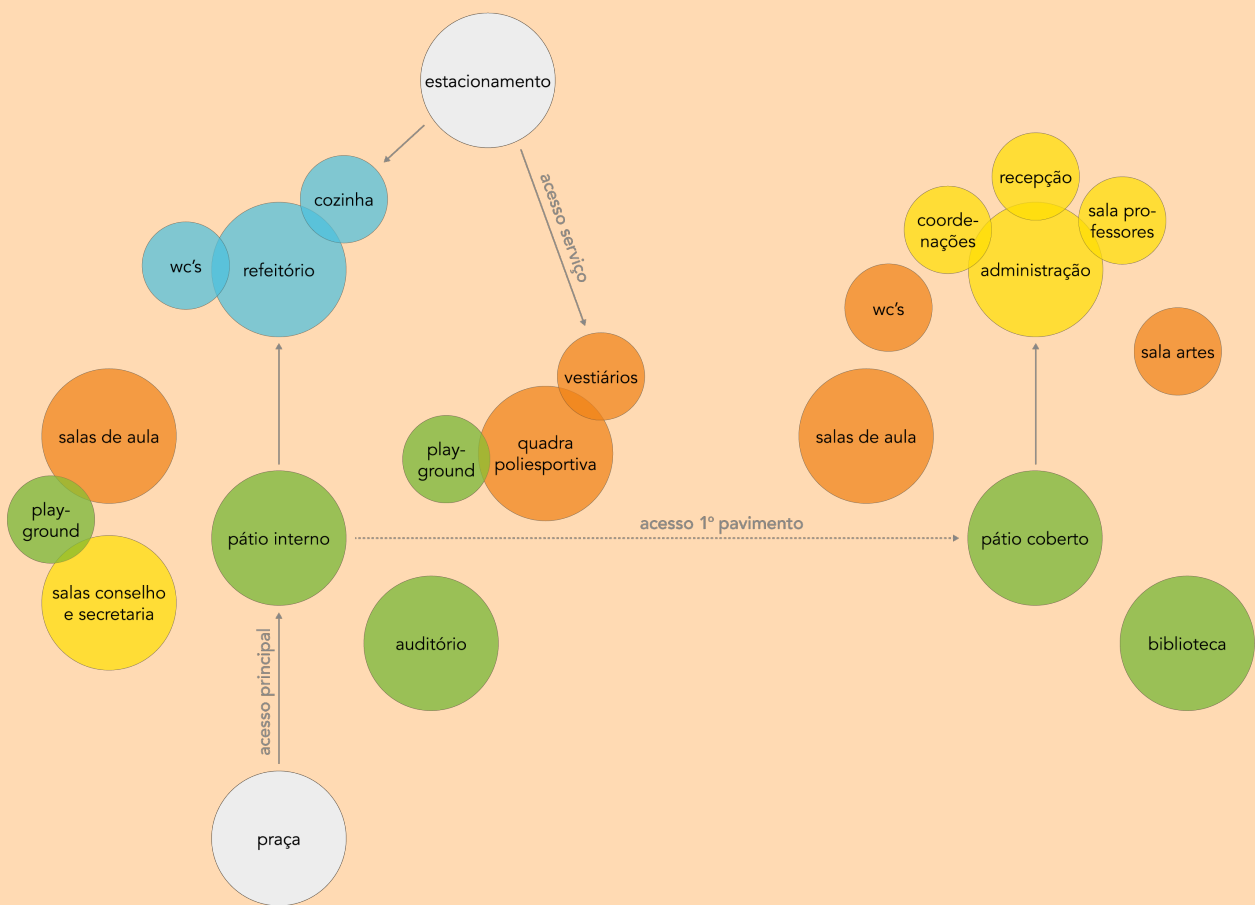 estacionamento
cozinha
wc's
refeitório
acesso serviço
vestiários
play-
ground
quadra
poliesportiva
salas de aula
play-
ground
salas conselho
e secretaria
pátio interno
auditório
acesso principal
praça
acesso 1º pavimento
recepção
coorde-
nações
sala pro-
fessores
administração
wc's
sala artes
salas de aula
pátio coberto
biblioteca